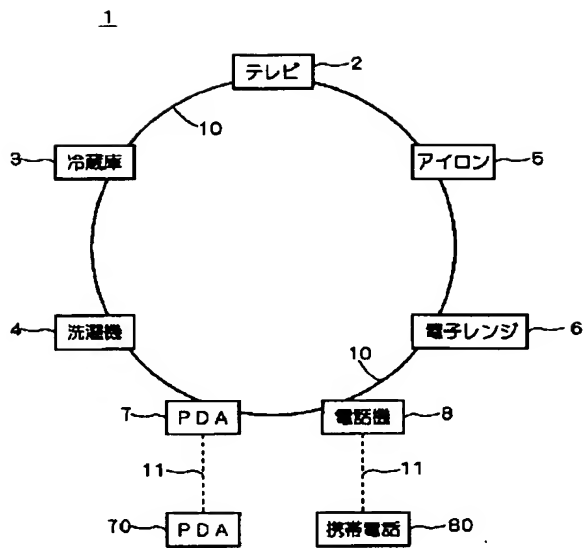 1
テレビ 2
10
3 冷蔵庫
アイロン 5
4 洗濯機
電子レンジ 6
10
7 PDA
電話機 8
11
11
70 PDA
携帯電話 80